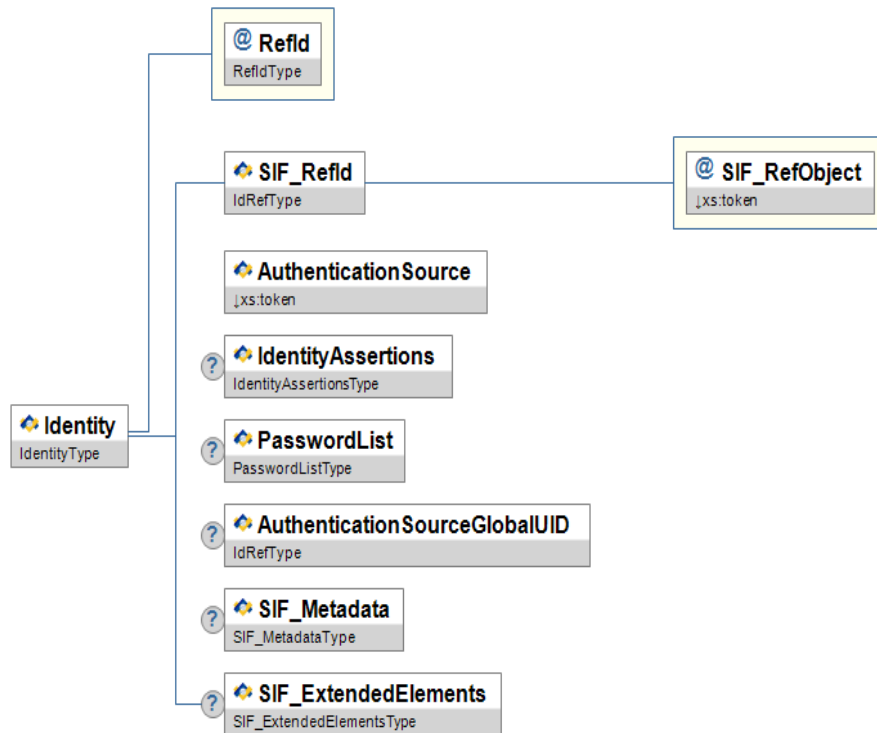 @ RefId
RefIdType
SIF_RefId
IdRefType
@ SIF_RefObject
↓xs:token
AuthenticationSource
↓xs:token
? IdentityAssertions
IdentityAssertionsType
Identity
IdentityType
? PasswordList
PasswordListType
? AuthenticationSourceGlobalUID
IdRefType
? SIF_Metadata
SIF_MetadataType
? SIF_ExtendedElements
SIF_ExtendedElementsType